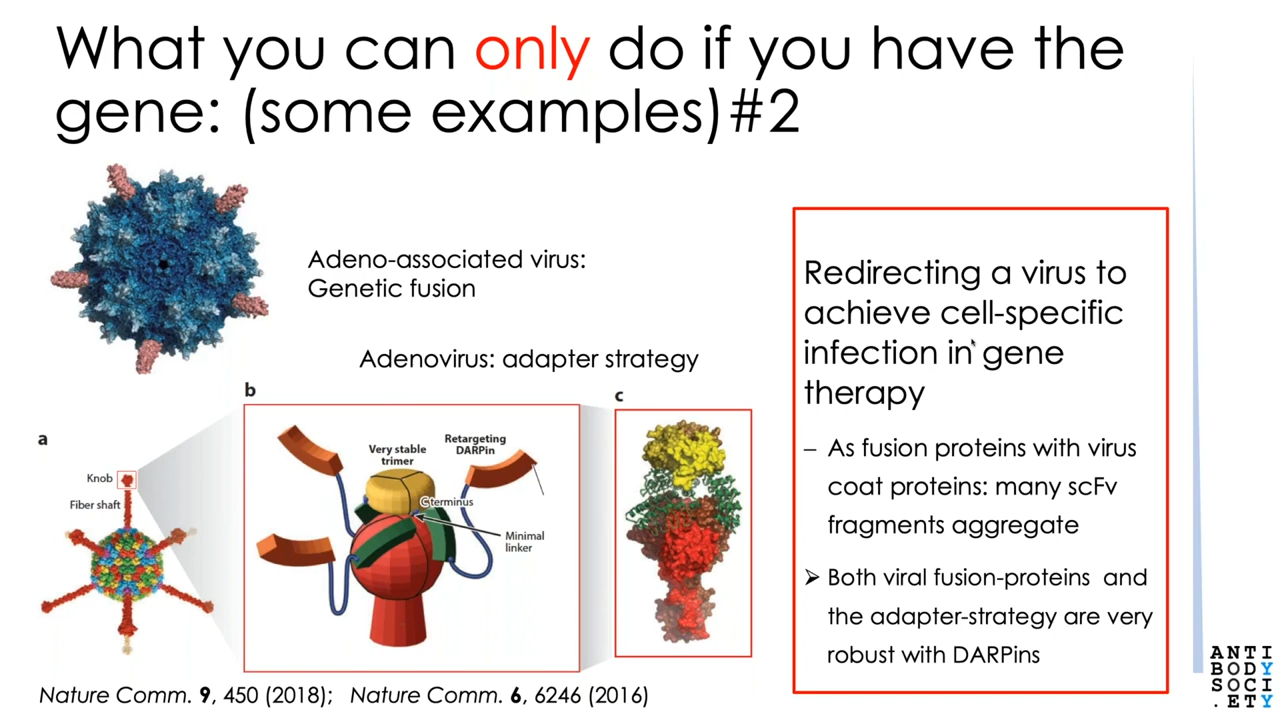 What you can only do if you have the
gene: (some examples) #2
Adeno-associated virus:
Genetic fusion
Adenovirus: adapter strategy
a
Knob
Fiber shaft
b
Very stable
trimer
Retargeting
DARPin
C terminus
Minimal
linker
c
Nature Comm. 9, 450 (2018); Nature Comm. 6, 6246 (2016)
Redirecting a virus to
achieve cell-specific
infection in gene
therapy
– As fusion proteins with virus
coat proteins: many scFv
fragments aggregate
➢ Both viral fusion-proteins and
the adapter-strategy are very
robust with DARPins
ANTI
BODY
SOCI
.ETY